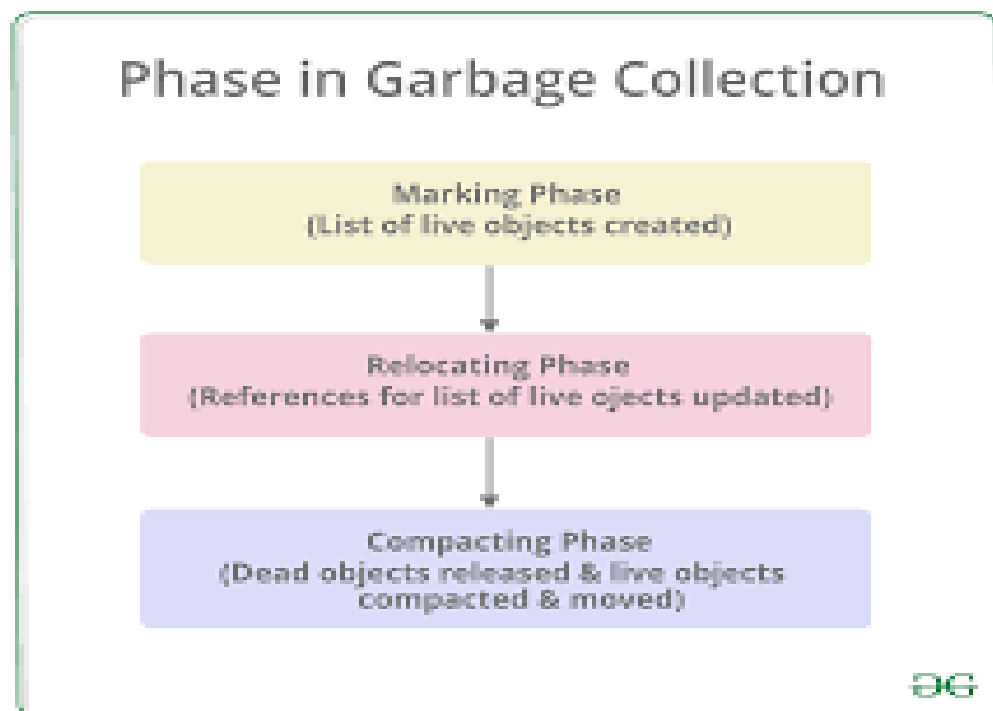 Phase in Garbage Collection
Marking Phase
(List of live objects created)
Relocating Phase
(References for list of live ojects updated)
Compacting Phase
(Dead objects released & live objects
compacted & moved)